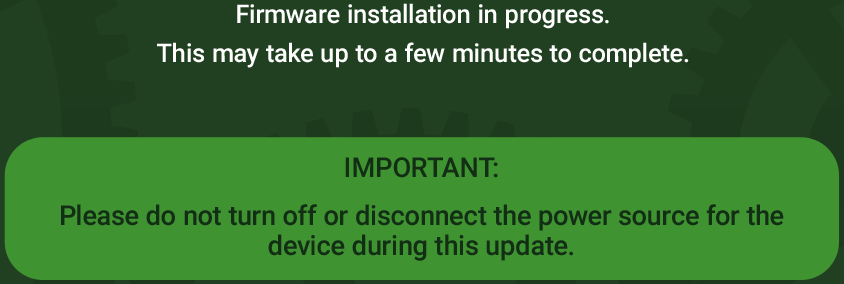 Firmware installation in progress.
This may take up to a few minutes to complete.
IMPORTANT:
Please do not turn off or disconnect the power source for the
device during this update.